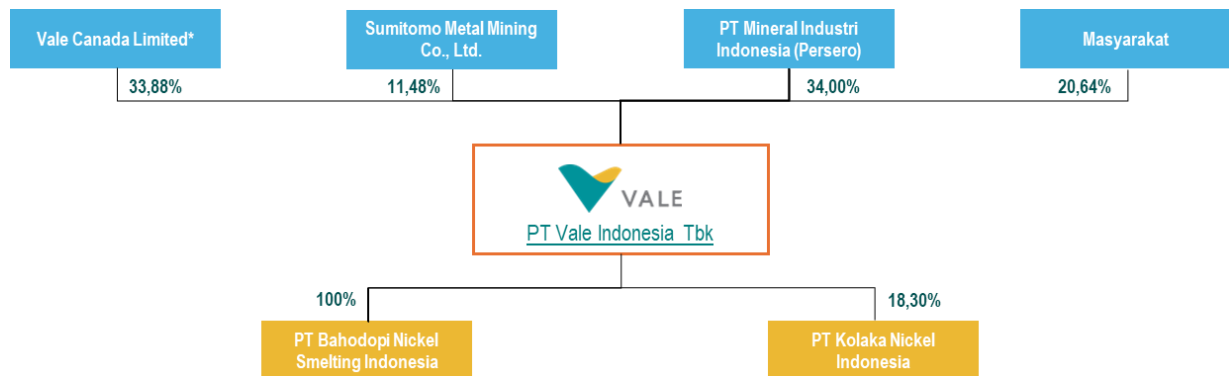 Vale Canada Limited*
Sumitomo Metal Mining
Co., Ltd.
PT Mineral Industri
Indonesia (Persero)
Masyarakat
33,88%
11,48%
34,00%
20,64%
VALE
PT Vale Indonesia Tbk
100%
18,30%
PT Bahodopi Nickel
Smelting Indonesia
PT Kolaka Nickel
Indonesia